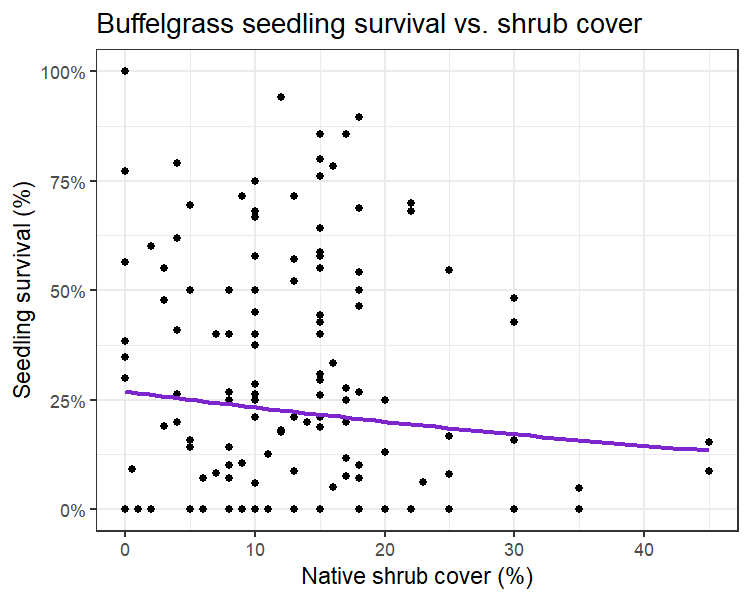 Buffelgrass seedling survival vs. shrub cover
Seedling survival (%)
100%
75%
50%
25%
0%
0 10 20 30 40
Native shrub cover (%)